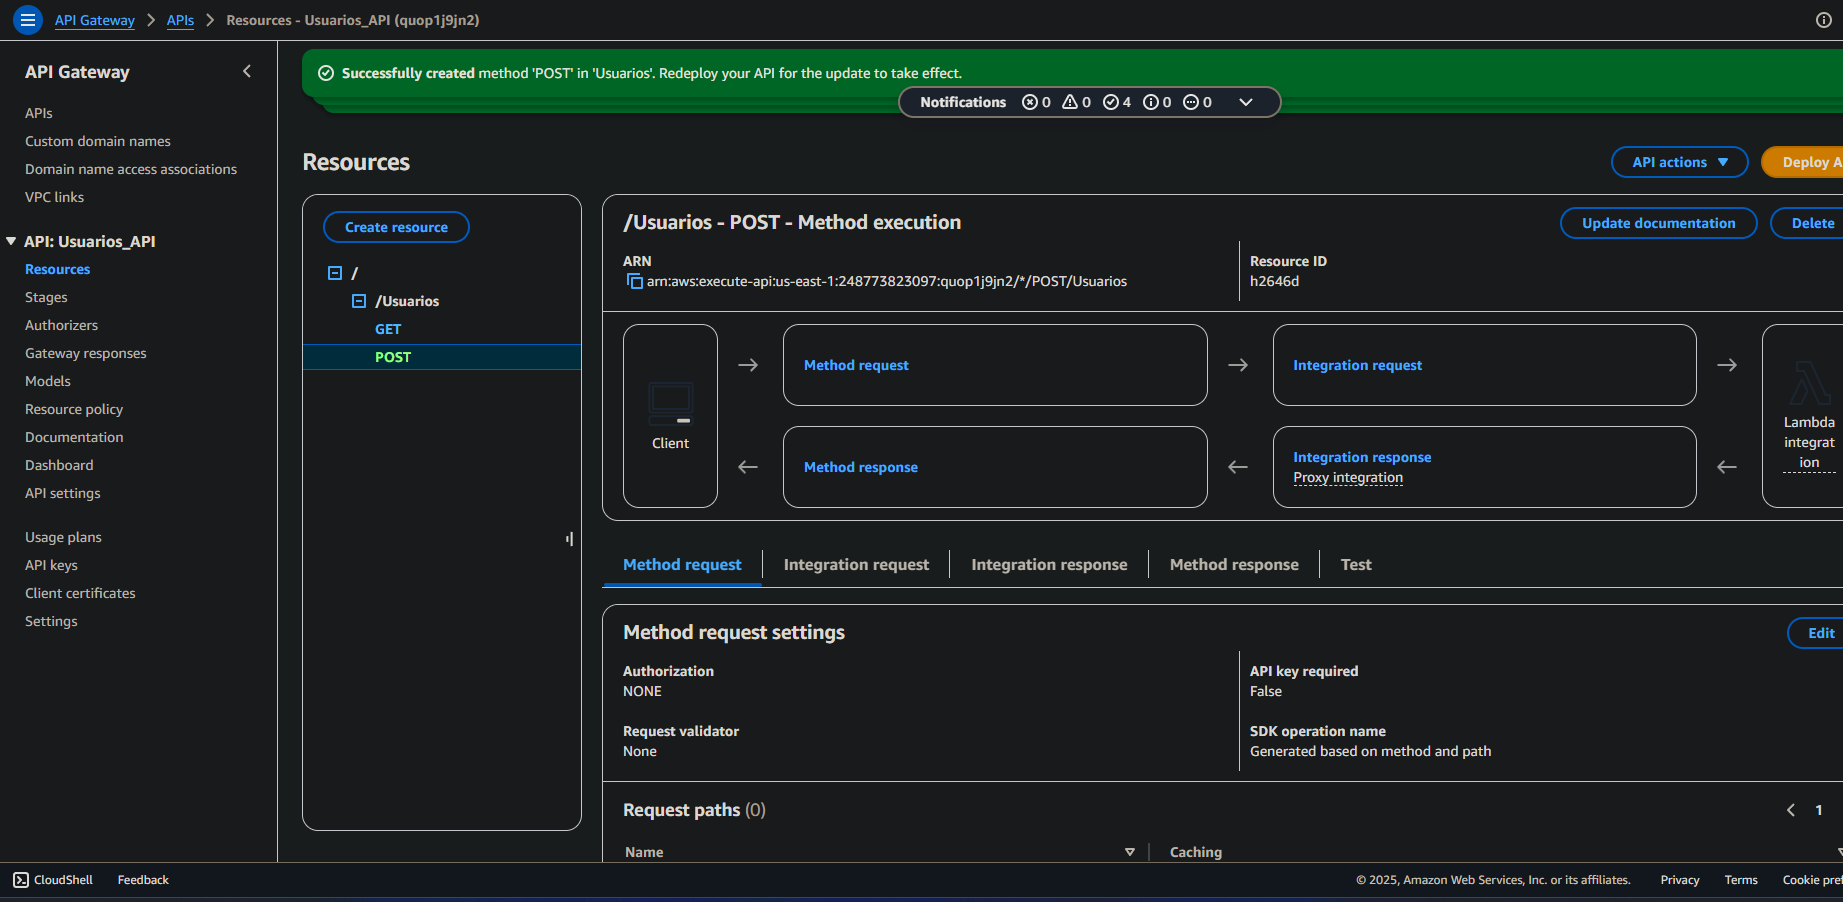 API Gateway > APIs > Resources - Usuarios_API (quop1j9jn2)
API Gateway
APIs
Custom domain names
Domain name access associations
VPC links
API: Usuarios_API
Resources
Stages
Authorizers
Gateway responses
Models
Resource policy
Documentation
Dashboard
API settings
Usage plans
API keys
Client certificates
Settings
Successfully created method 'POST' in 'Usuarios'. Redeploy your API for the update to take effect.
Notifications 0 0 4 0 0
Resources
API actions
Deploy A
Create resource
/
/Usuarios
GET
POST
/Usuarios - POST - Method execution
Update documentation
Delete
ARN
arn:aws:execute-api:us-east-1:248773823097:quop1j9jn2/*/POST/Usuarios
Resource ID
h2646d
Client
Method request
Integration request
Lambda
integrat
ion
Method response
Integration response
Proxy integration
Method request
Integration request
Integration response
Method response
Test
Method request settings
Edit
Authorization
NONE
API key required
False
Request validator
None
SDK operation name
Generated based on method and path
Request paths (0)
1
Name
Caching
CloudShell
Feedback
© 2025, Amazon Web Services, Inc. or its affiliates.
Privacy
Terms
Cookie pref